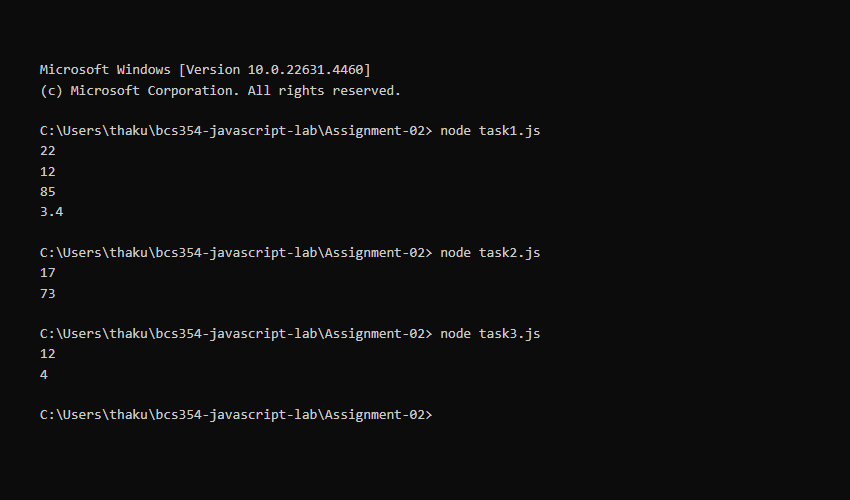 Microsoft Windows [Version 10.0.22631.4460]
(c) Microsoft Corporation. All rights reserved.
C:\Users\thaku\bcs354-javascript-lab\Assignment-02> node task1.js
22
12
85
3.4
C:\Users\thaku\bcs354-javascript-lab\Assignment-02> node task2.js
17
73
C:\Users\thaku\bcs354-javascript-lab\Assignment-02> node task3.js
12
4
C:\Users\thaku\bcs354-javascript-lab\Assignment-02>